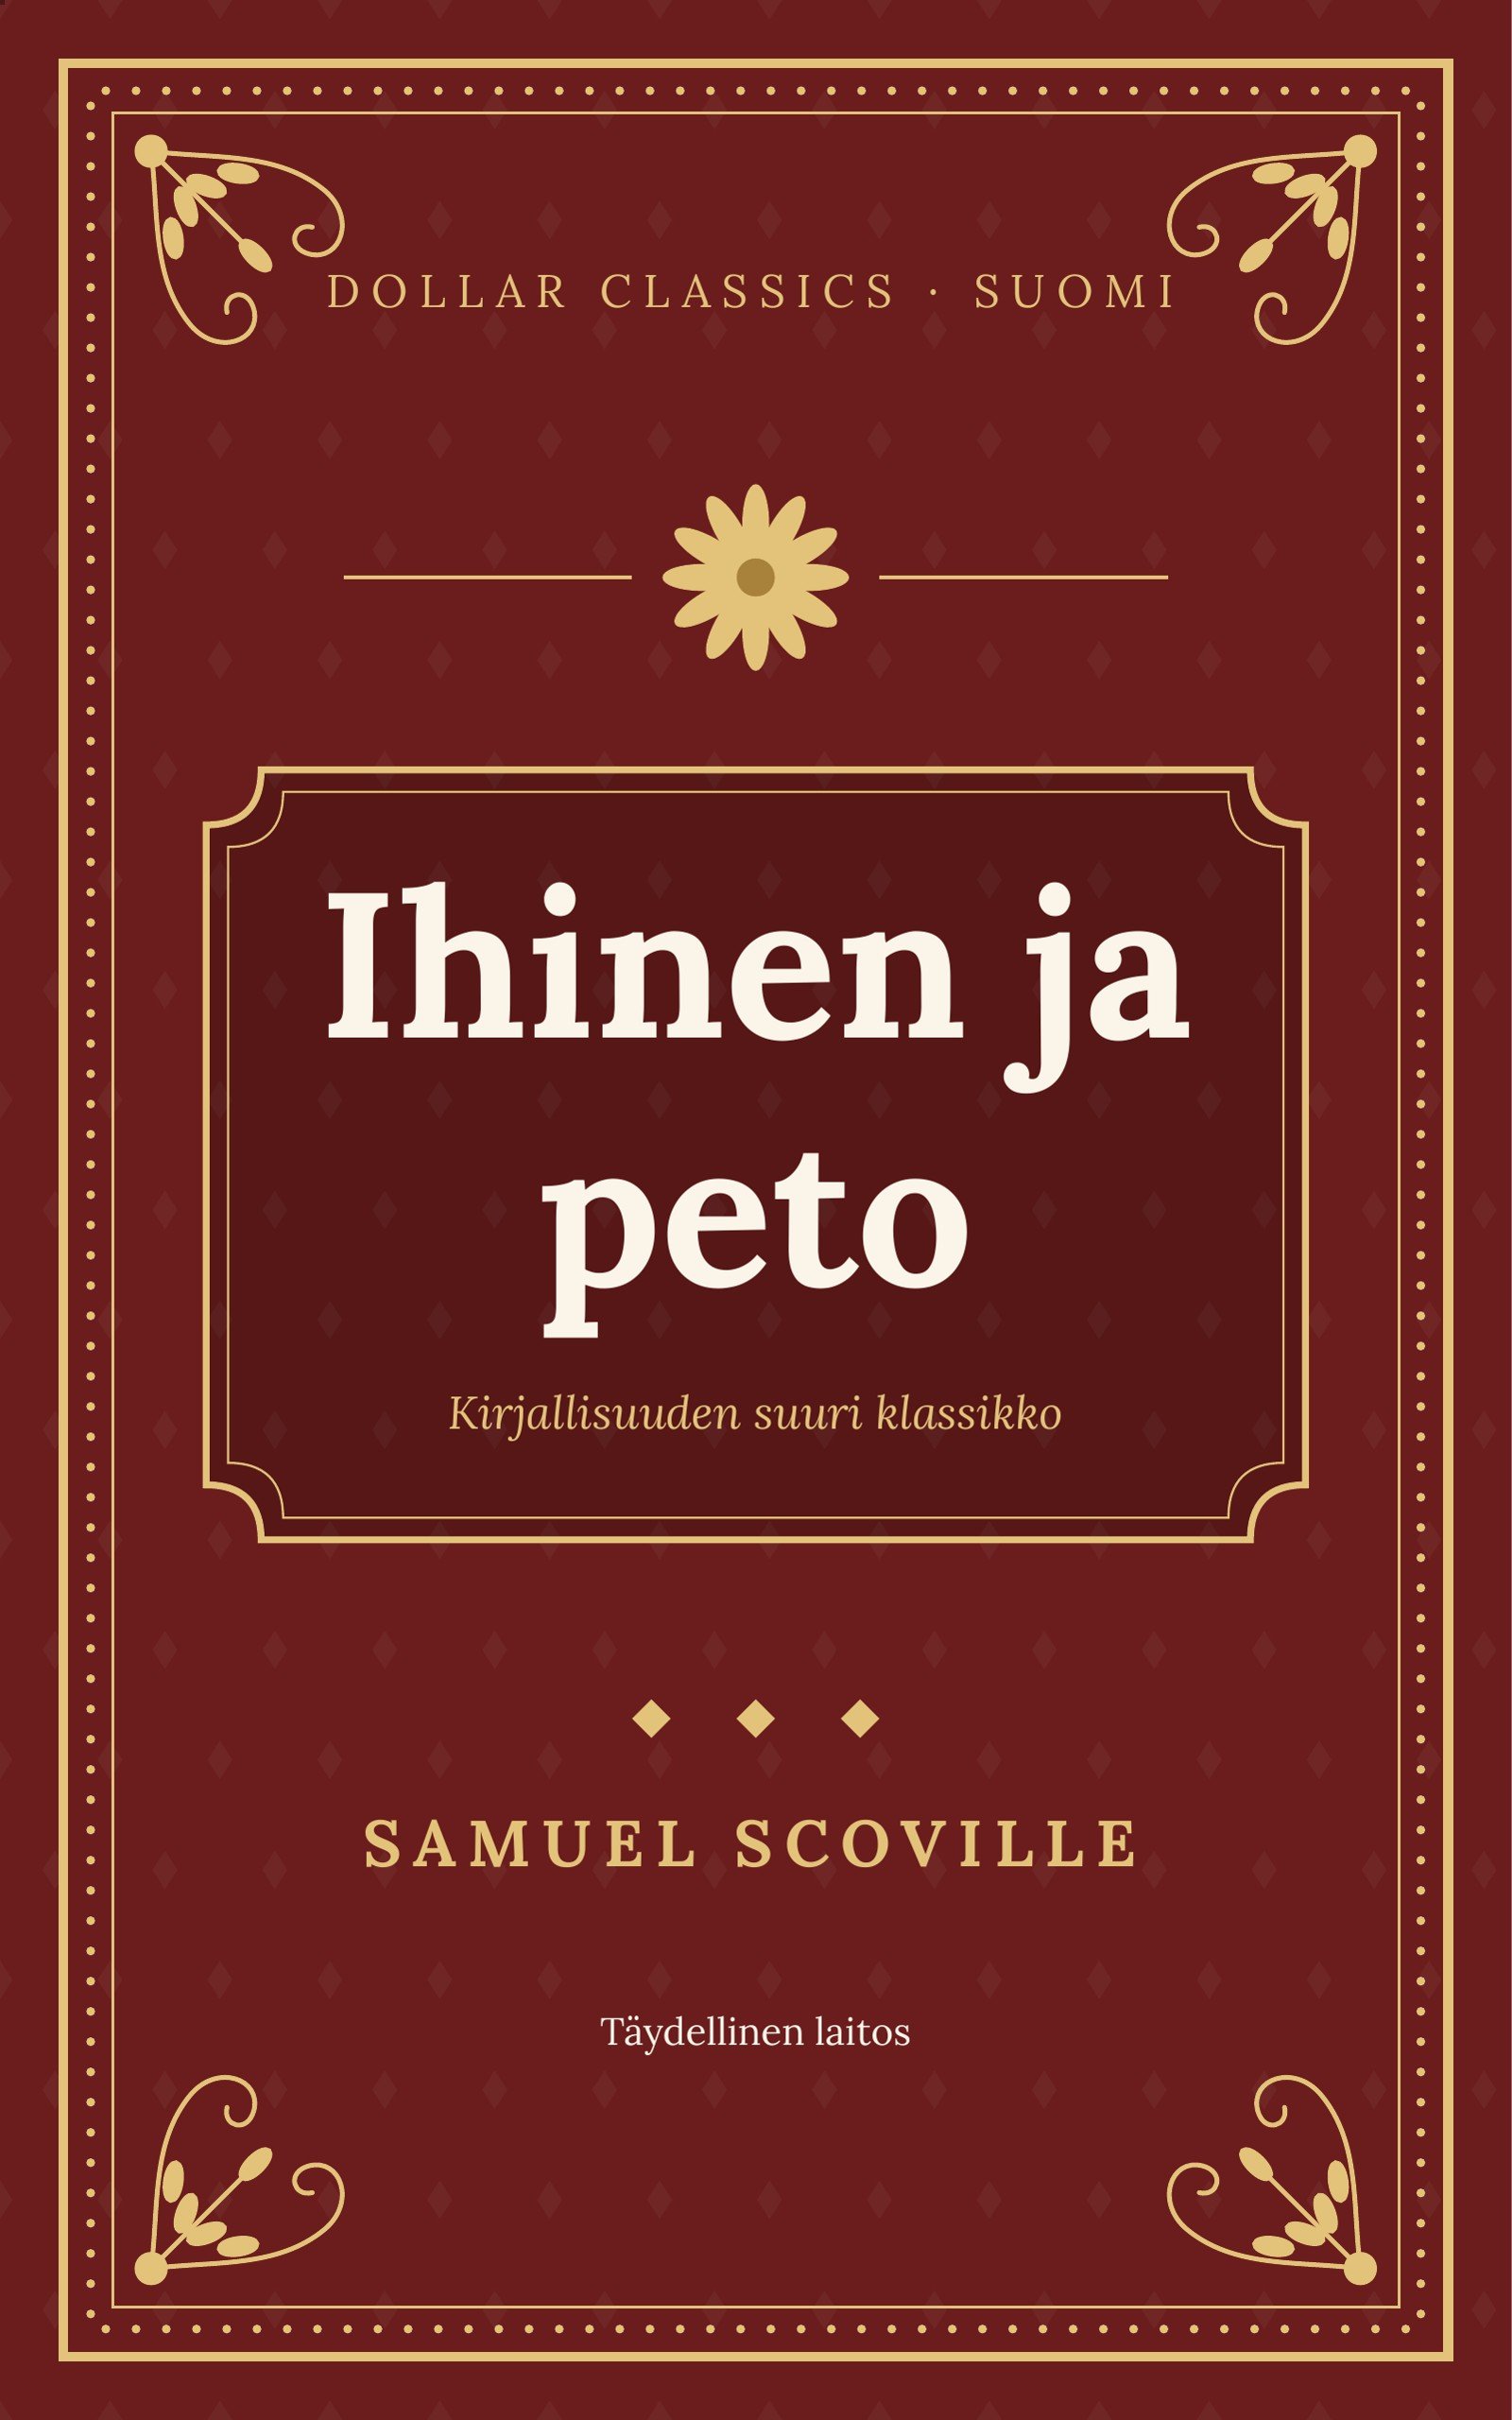 DOLLAR CLASSICS · SUOMI
Ihinen ja
peto
Kirjallisuuden suuri klassikko
SAMUEL SCOVILLE
Täydellinen laitos